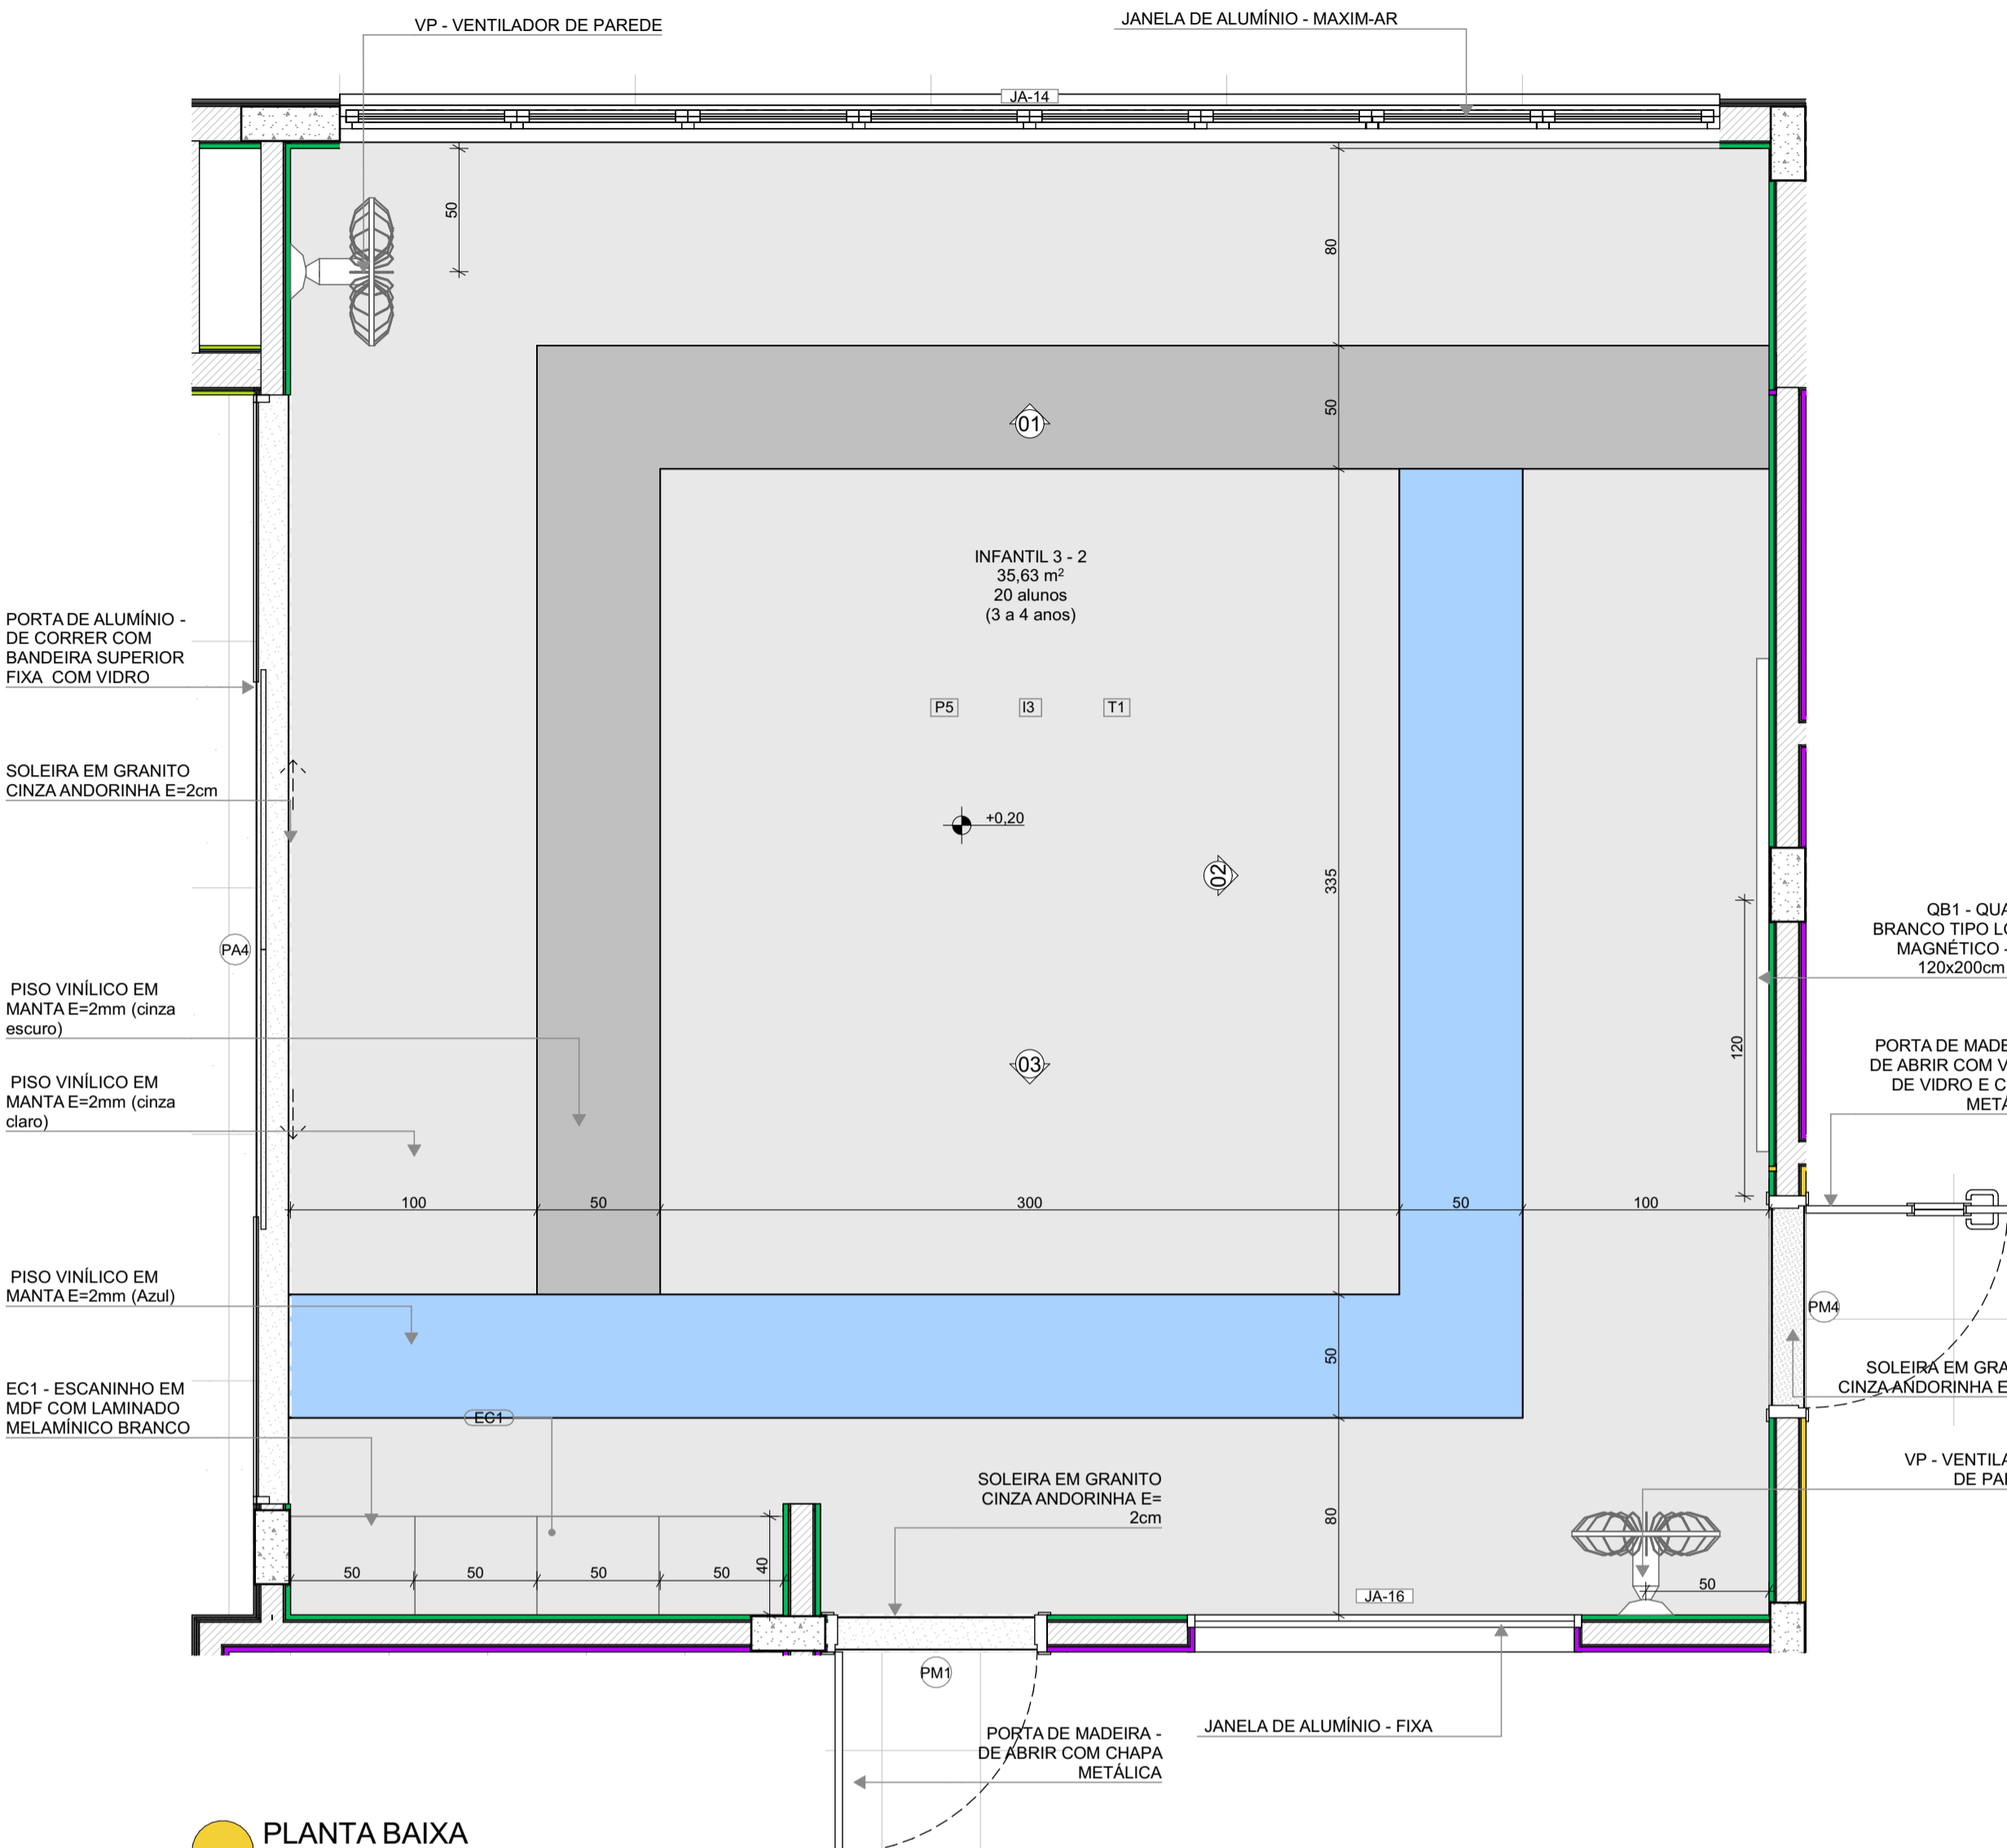 VP - VENTILADOR DE PAREDE
JANELA DE ALUMÍNIO - MAXIM-AR
JA-14
50
80
50
01
INFANTIL 3 - 2
35,63 m²
20 alunos
(3 a 4 anos)
PORTA DE ALUMÍNIO -
DE CORRER COM
BANDEIRA SUPERIOR
FIXA COM VIDRO
P5
I3
T1
SOLEIRA EM GRANITO
CINZA ANDORINHA E=2cm
+0,20
02
335
QB1 - QUA
BRANCO TIPO LO
MAGNÉTICO -
120x200cm
PA4
PISO VINÍLICO EM
MANTA E=2mm (cinza
escuro)
03
120
PORTA DE MADE
DE ABRIR COM V
DE VIDRO E C
METÁ
PISO VINÍLICO EM
MANTA E=2mm (cinza
claro)
100
50
300
50
100
PISO VINÍLICO EM
MANTA E=2mm (Azul)
PM4
50
SOLEIRA EM GRA
CINZA ANDORINHA E
EC1 - ESCANINHO EM
MDF COM LAMINADO
MELAMÍNICO BRANCO
EC1
SOLEIRA EM GRANITO
CINZA ANDORINHA E=
2cm
VP - VENTILA
DE PAI
80
50
50
50
50
40
50
JA-16
PM1
PORTA DE MADEIRA -
DE ABRIR COM CHAPA
METÁLICA
JANELA DE ALUMÍNIO - FIXA
PLANTA BAIXA